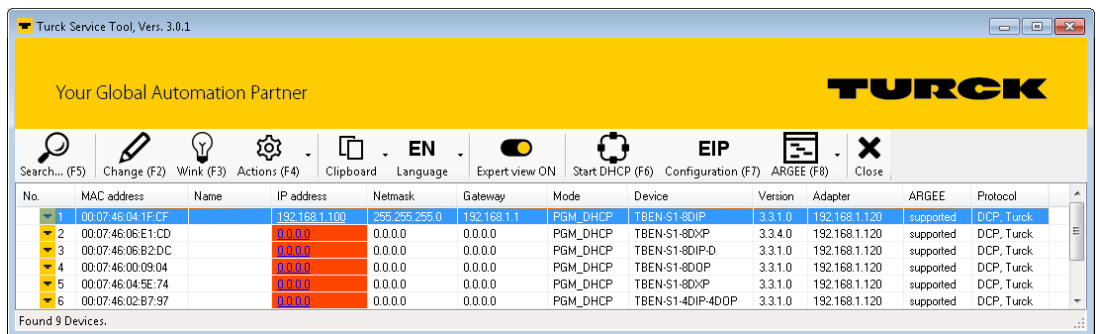 Turck Service Tool, Vers. 3.0.1
Your Global Automation Partner
TURCK
Search... (F5) Change (F2) Wink (F3) Actions (F4) Clipboard EN Language Expert view ON Start DHCP (F6) EIP Configuration (F7) ARGEE (F8) Close
No. MAC address Name IP address Netmask Gateway Mode Device Version Adapter ARGEE Protocol
1 00:07:46:04:1F:CF 192.168.1.100 255.255.255.0 192.168.1.1 PGM_DHCP TBEN-S1-8DIP 3.3.1.0 192.168.1.120 supported DCP, Turck
2 00:07:46:06:E1:CD 0.0.0.0 0.0.0.0 0.0.0.0 PGM_DHCP TBEN-S1-8DXP 3.3.4.0 192.168.1.120 supported DCP, Turck
3 00:07:46:06:B2:DC 0.0.0.0 0.0.0.0 0.0.0.0 PGM_DHCP TBEN-S1-8DIP-D 3.3.1.0 192.168.1.120 supported DCP, Turck
4 00:07:46:00:09:04 0.0.0.0 0.0.0.0 0.0.0.0 PGM_DHCP TBEN-S1-8DOP 3.3.1.0 192.168.1.120 supported DCP, Turck
5 00:07:46:04:5E:74 0.0.0.0 0.0.0.0 0.0.0.0 PGM_DHCP TBEN-S1-8DXP 3.3.1.0 192.168.1.120 supported DCP, Turck
6 00:07:46:02:B7:97 0.0.0.0 0.0.0.0 0.0.0.0 PGM_DHCP TBEN-S1-4DIP-4DOP 3.3.1.0 192.168.1.120 supported DCP, Turck
Found 9 Devices.